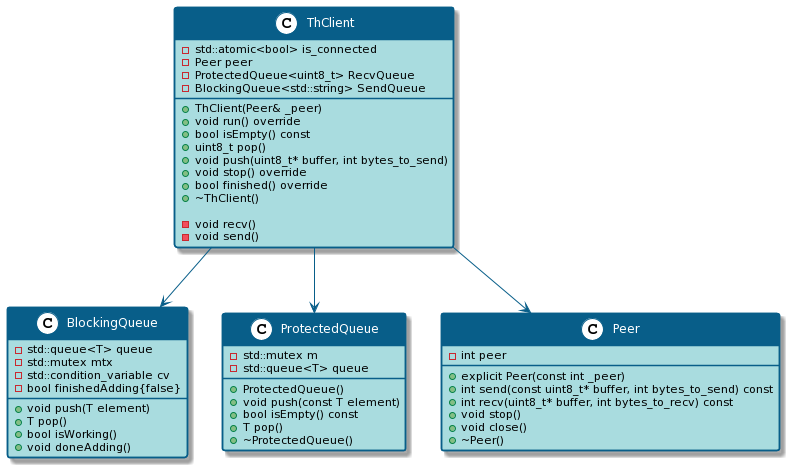 C ThClient
std::atomic<bool> is_connected
Peer peer
ProtectedQueue<uint8_t> RecvQueue
BlockingQueue<std::string> SendQueue
ThClient(Peer& _peer)
void run() override
bool isEmpty() const
uint8_t pop()
void push(uint8_t* buffer, int bytes_to_send)
void stop() override
bool finished() override
~ThClient()
void recv()
void send()
C BlockingQueue
std::queue<T> queue
std::mutex mtx
std::condition_variable cv
bool finishedAdding{false}
void push(T element)
T pop()
bool isWorking()
void doneAdding()
C ProtectedQueue
std::mutex m
std::queue<T> queue
ProtectedQueue()
void push(const T element)
bool isEmpty() const
T pop()
~ProtectedQueue()
C Peer
int peer
explicit Peer(const int _peer)
int send(const uint8_t* buffer, int bytes_to_send) const
int recv(uint8_t* buffer, int bytes_to_recv) const
void stop()
void close()
~Peer()